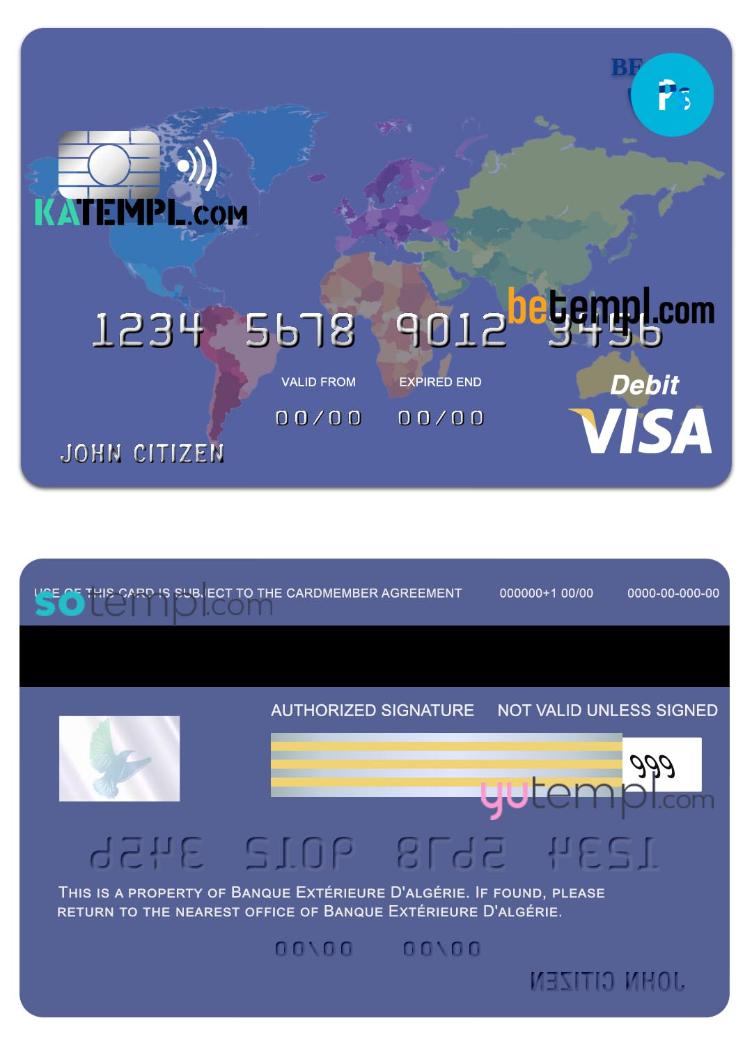 BE
Ps
KATEMPL.COM
betempl.com
1234 5678 9012 3456
VALID FROM EXPIRED END
00/00 00/00
Debit
VISA
JOHN CITIZEN
USE OF THIS CARD IS SUBJECT TO THE CARDMEMBER AGREEMENT 000000+1 00/00 0000-00-000-00
sotempl.com
AUTHORIZED SIGNATURE NOT VALID UNLESS SIGNED
999
yutempl.com
1234 5678 9012 3456
THIS IS A PROPERTY OF BANQUE EXTÉRIEURE D'ALGÉRIE. IF FOUND, PLEASE
RETURN TO THE NEAREST OFFICE OF BANQUE EXTÉRIEURE D'ALGÉRIE.
00/00 00/00
JOHN CITIZEN